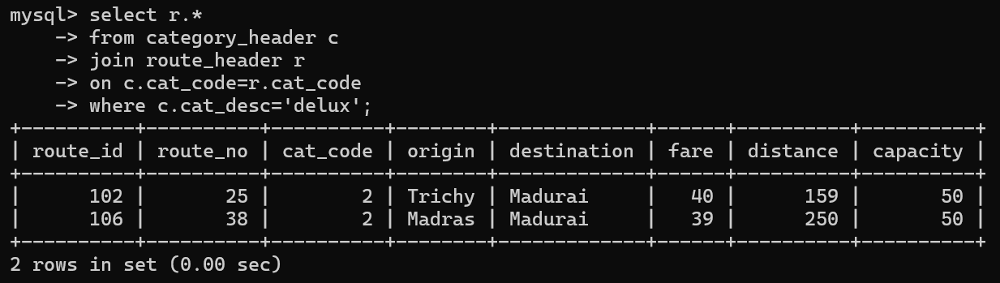 mysql> select r.*
    -> from category_header c
    -> join route_header r
    -> on c.cat_code=r.cat_code
    -> where c.cat_desc='delux';
+----------+----------+----------+--------+-------------+------+----------+----------+
| route_id | route_no | cat_code | origin | destination | fare | distance | capacity |
+----------+----------+----------+--------+-------------+------+----------+----------+
|      102 |       25 |        2 | Trichy | Madurai     |   40 |      159 |       50 |
|      106 |       38 |        2 | Madras | Madurai     |   39 |      250 |       50 |
+----------+----------+----------+--------+-------------+------+----------+----------+
2 rows in set (0.00 sec)